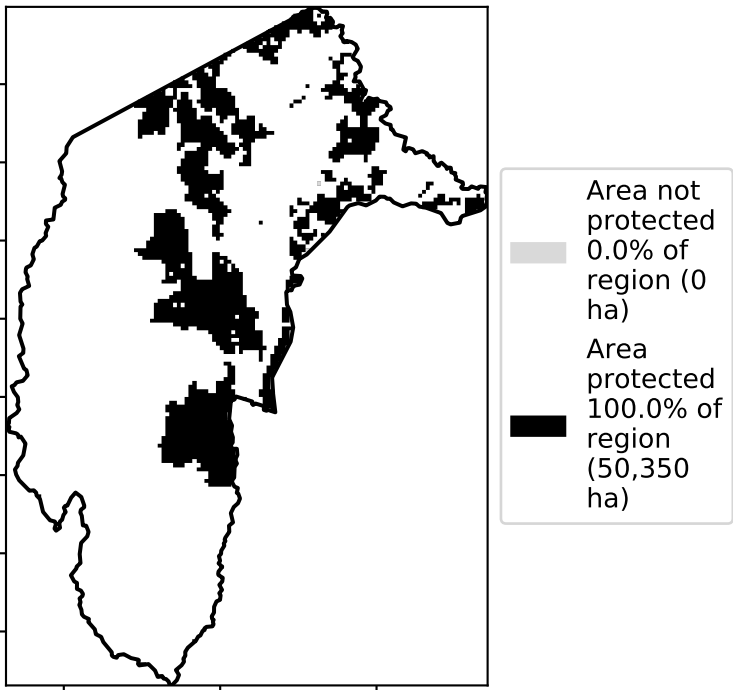 Area not
protected
0.0% of
region (0
ha)
Area
protected
100.0% of
region
(50,350
ha)